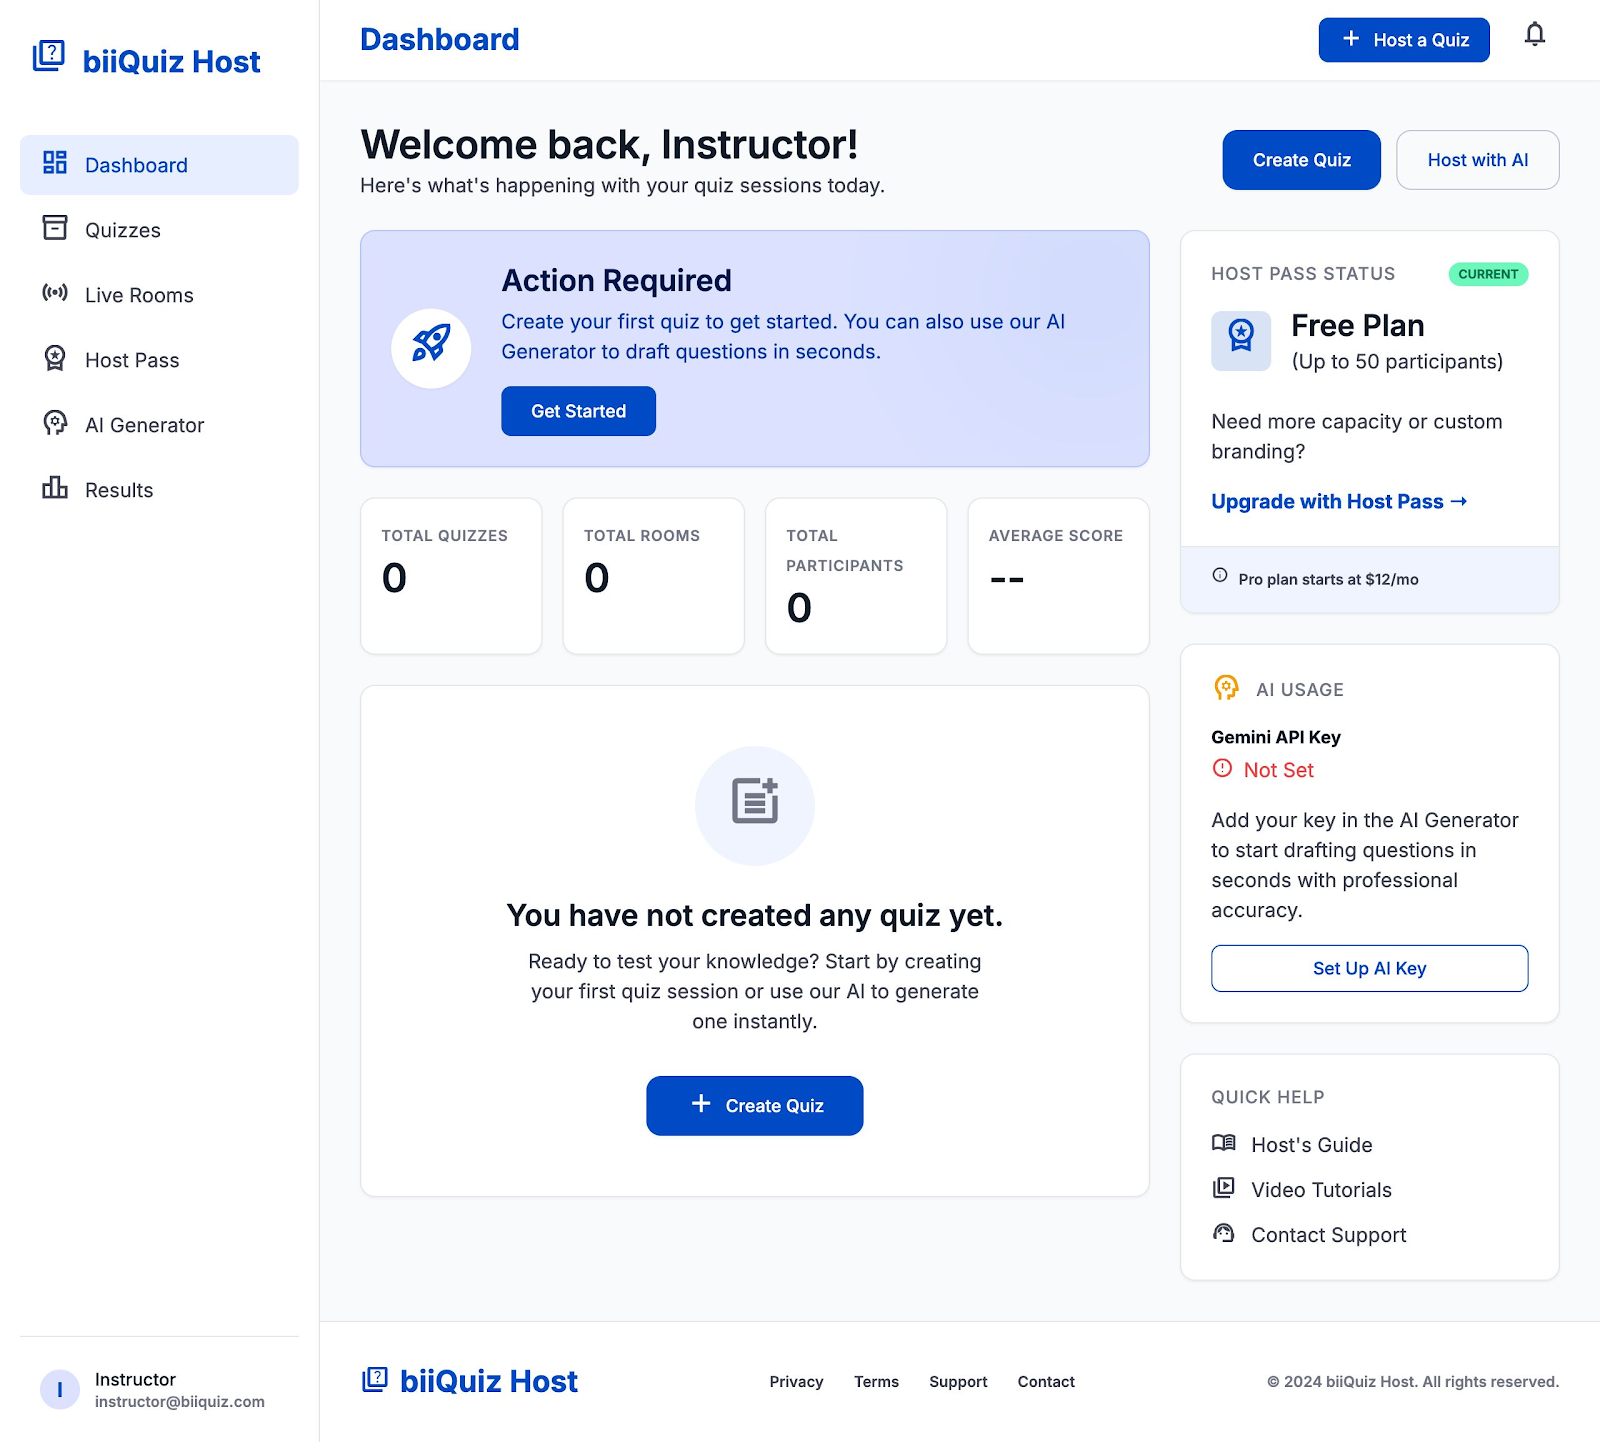 biiQuiz Host
Dashboard
Quizzes
Live Rooms
Host Pass
AI Generator
Results
Instructor
instructor@biiquiz.com
Dashboard
Host a Quiz
Welcome back, Instructor!
Here's what's happening with your quiz sessions today.
Create Quiz
Host with AI
Action Required
Create your first quiz to get started. You can also use our AI
Generator to draft questions in seconds.
Get Started
TOTAL QUIZZES
0
TOTAL ROOMS
0
TOTAL
PARTICIPANTS
0
AVERAGE SCORE
--
You have not created any quiz yet.
Ready to test your knowledge? Start by creating
your first quiz session or use our AI to generate
one instantly.
Create Quiz
HOST PASS STATUS
CURRENT
Free Plan
(Up to 50 participants)
Need more capacity or custom
branding?
Upgrade with Host Pass →
Pro plan starts at $12/mo
AI USAGE
Gemini API Key
Not Set
Add your key in the AI Generator
to start drafting questions in
seconds with professional
accuracy.
Set Up AI Key
QUICK HELP
Host's Guide
Video Tutorials
Contact Support
biiQuiz Host
Privacy
Terms
Support
Contact
© 2024 biiQuiz Host. All rights reserved.
I